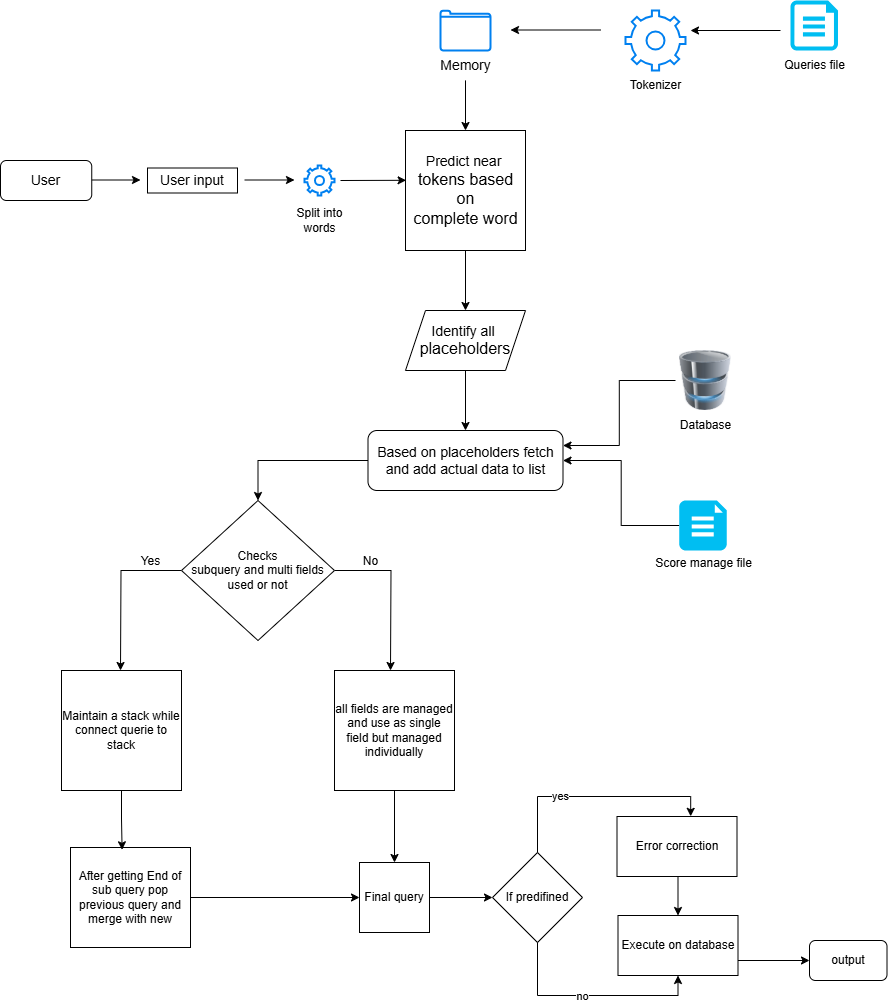 Memory
Tokenizer
Queries file
User
User input
Split into
words
Predict near
tokens based
on
complete word
Identify all
placeholders
Database
Based on placeholders fetch
and add actual data to list
Score manage file
Checks
subquery and multi fields
used or not
Yes
No
Maintain a stack while
connect querie to
stack
all fields are managed
and use as single
field but managed
individually
After getting End of
sub query pop
previous query and
merge with new
Final query
If predifined
yes
Error correction
Execute on database
output
no